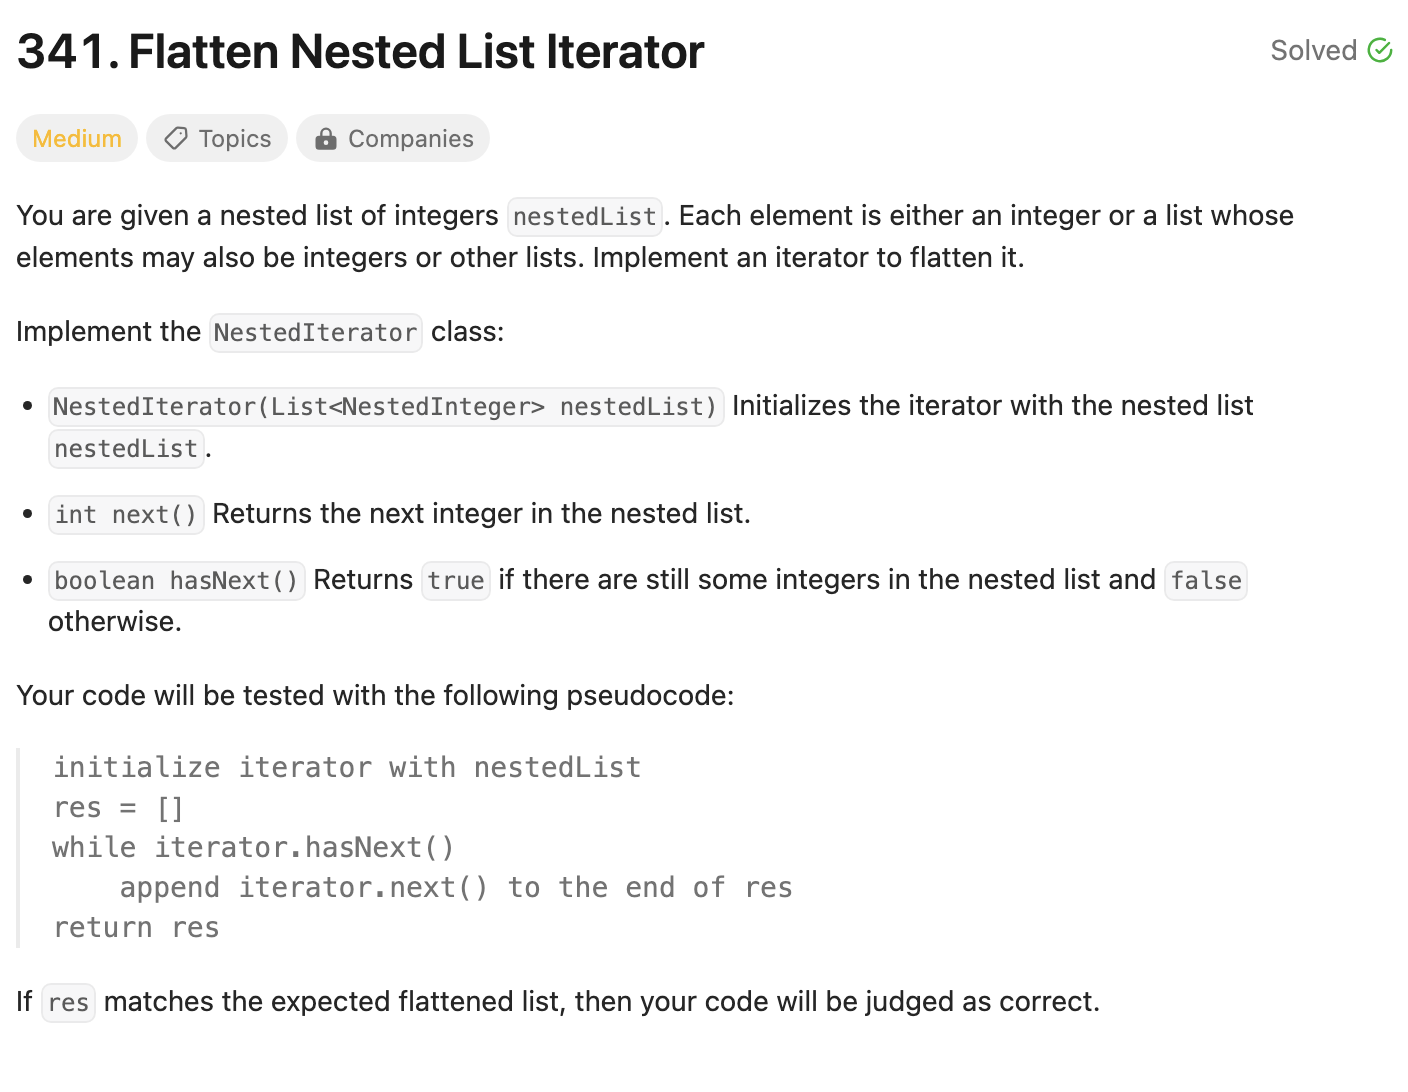 341. Flatten Nested List Iterator
Solved
Medium
Topics
Companies
You are given a nested list of integers nestedList. Each element is either an integer or a list whose
elements may also be integers or other lists. Implement an iterator to flatten it.
Implement the NestedIterator class:
• NestedIterator(List<NestedInteger> nestedList) Initializes the iterator with the nested list
nestedList.
• int next() Returns the next integer in the nested list.
• boolean hasNext() Returns true if there are still some integers in the nested list and false
otherwise.
Your code will be tested with the following pseudocode:
initialize iterator with nestedList
res = []
while iterator.hasNext()
    append iterator.next() to the end of res
return res
If res matches the expected flattened list, then your code will be judged as correct.